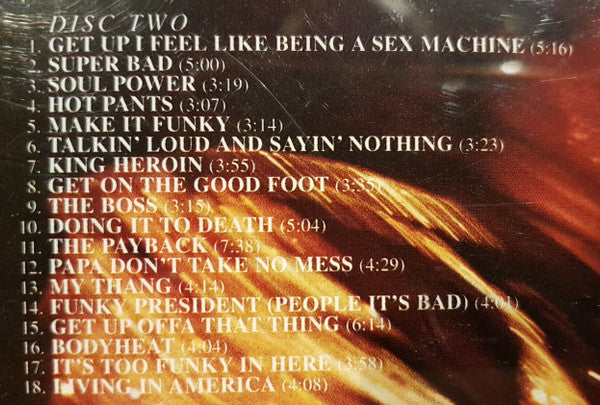 DISC TWO
1. GET UP I FEEL LIKE BEING A SEX MACHINE (5:16)
2. SUPER BAD (5:00)
3. SOUL POWER (3:19)
4. HOT PANTS (3:07)
5. MAKE IT FUNKY (3:14)
6. TALKIN' LOUD AND SAYIN' NOTHING (3:23)
7. KING HEROIN (3:55)
8. GET ON THE GOOD FOOT (3:35)
9. THE BOSS (3:15)
10. DOING IT TO DEATH (5:04)
11. THE PAYBACK (7:38)
12. PAPA DON'T TAKE NO MESS (4:29)
13. MY THANG (4:14)
14. FUNKY PRESIDENT (PEOPLE IT'S BAD) (4:01)
15. GET UP OFFA THAT THING (6:14)
16. BODYHEAT (4:04)
17. IT'S TOO FUNKY IN HERE (3:58)
18. LIVING IN AMERICA (4:08)